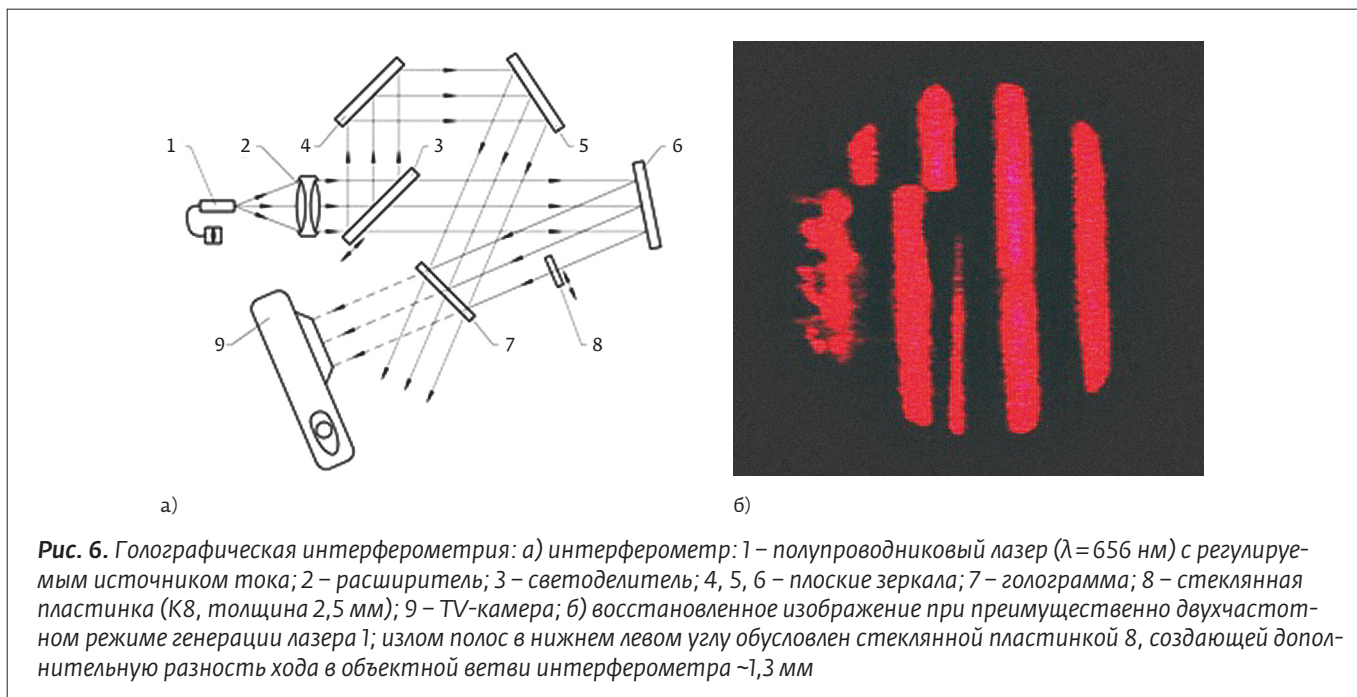 4
3
5
6
1
2
9
7
8
а)
б)
Рис. 6. Голографическая интерферометрия: а) интерферометр: 1 – полупроводниковый лазер (λ = 656 нм) с регулируе-
мым источником тока; 2 – расширитель; 3 – светоделитель; 4, 5, 6 – плоские зеркала; 7 – голограмма; 8 – стеклянная
пластинка (К8, толщина 2,5 мм); 9 – TV-камера; б) восстановленное изображение при преимущественно двухчастот-
ном режиме генерации лазера 1; излом полос в нижнем левом углу обусловлен стеклянной пластинкой 8, создающей допол-
нительную разность хода в объектной ветви интерферометра ~1,3 мм